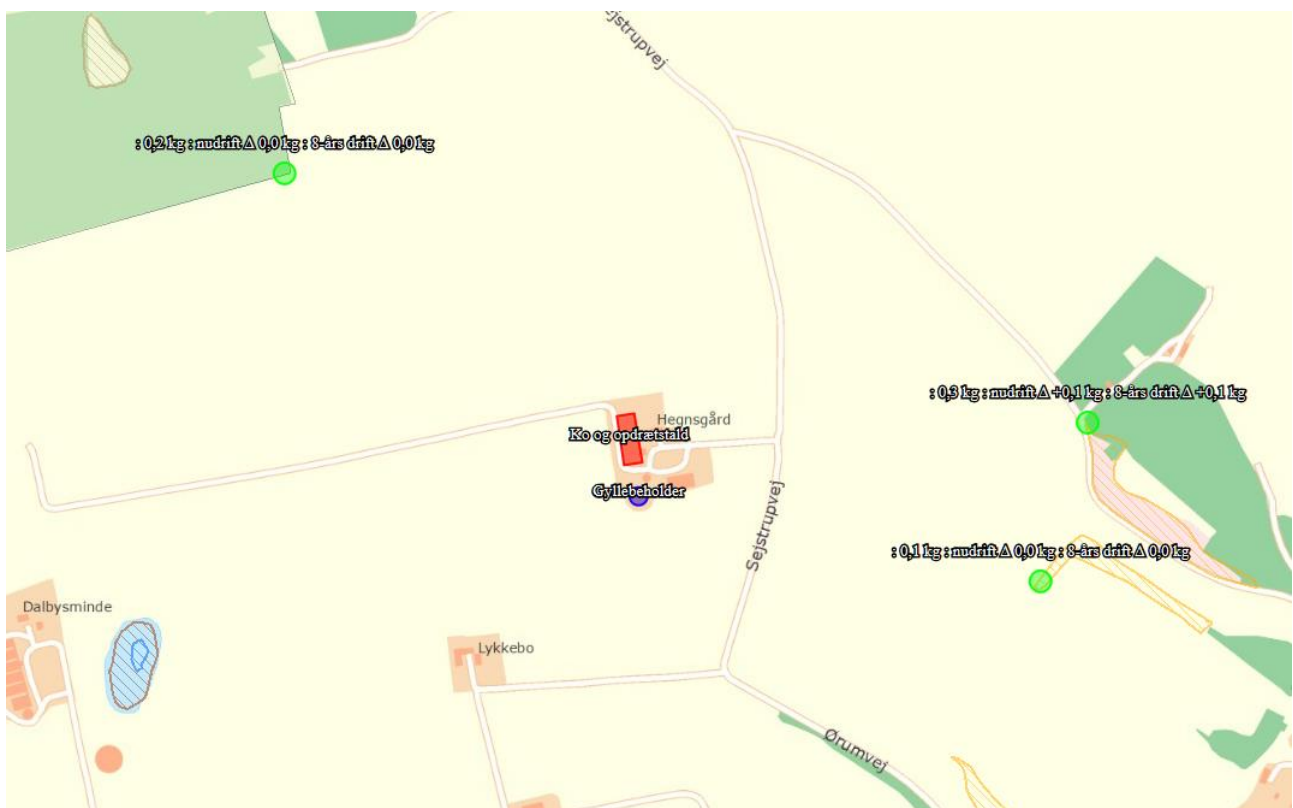 Sejstrupvej
: 0,2 kg : nudrift Δ 0,0 kg : 8-års drift Δ 0,0 kg
: 0,3 kg : nudrift Δ +0,1 kg : 8-års drift Δ +0,1 kg
Hegnsgård
Ko og opdrætstald
Gyllebeholder
Sejstrupvej
: 0,1 kg : nudrift Δ 0,0 kg : 8-års drift Δ 0,0 kg
Dalbysminde
Lykkebo
Ørumvej